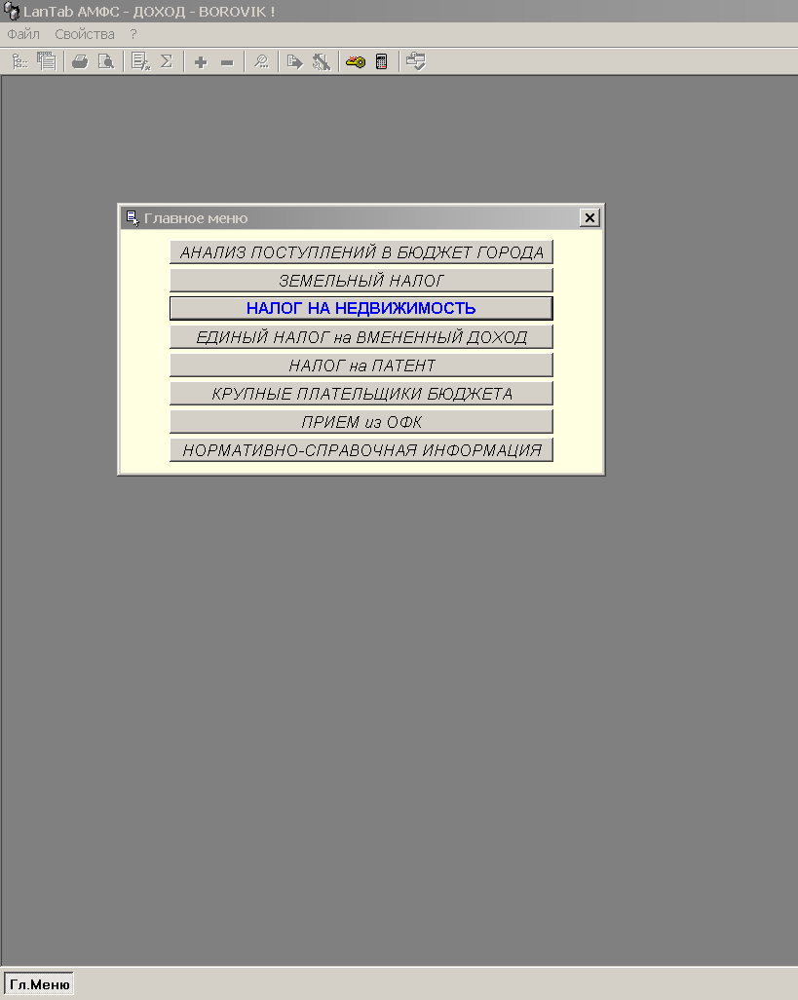 LanTab АМФС - ДОХОД - BOROVIK !
Файл Свойства ?
Главное меню
АНАЛИЗ ПОСТУПЛЕНИЙ В БЮДЖЕТ ГОРОДА
ЗЕМЕЛЬНЫЙ НАЛОГ
НАЛОГ НА НЕДВИЖИМОСТЬ
ЕДИНЫЙ НАЛОГ на ВМЕНЕННЫЙ ДОХОД
НАЛОГ на ПАТЕНТ
КРУПНЫЕ ПЛАТЕЛЬЩИКИ БЮДЖЕТА
ПРИЕМ из ОФК
НОРМАТИВНО-СПРАВОЧНАЯ ИНФОРМАЦИЯ
Гл.Меню